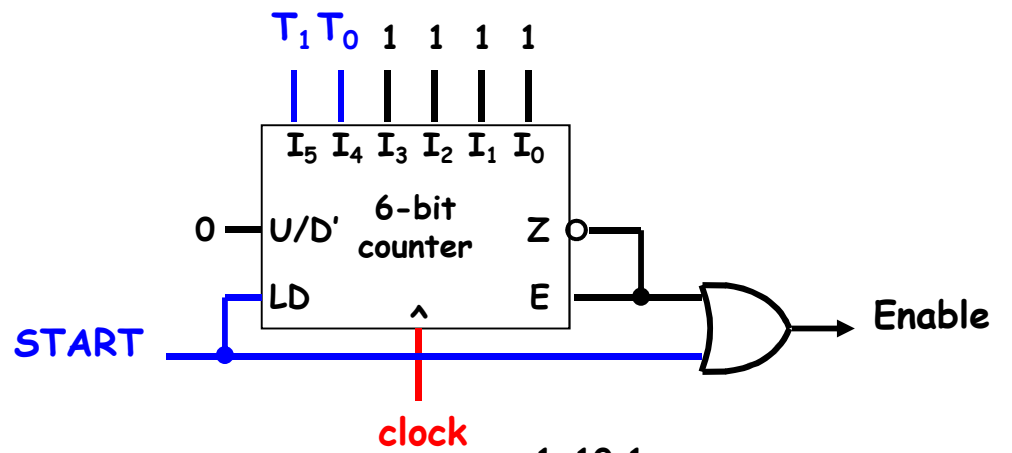 T₁ T₀ 1 1 1 1
I₅ I₄ I₃ I₂ I₁ I₀
6-bit
0 U/D' counter Z
LD E
START
Enable
clock